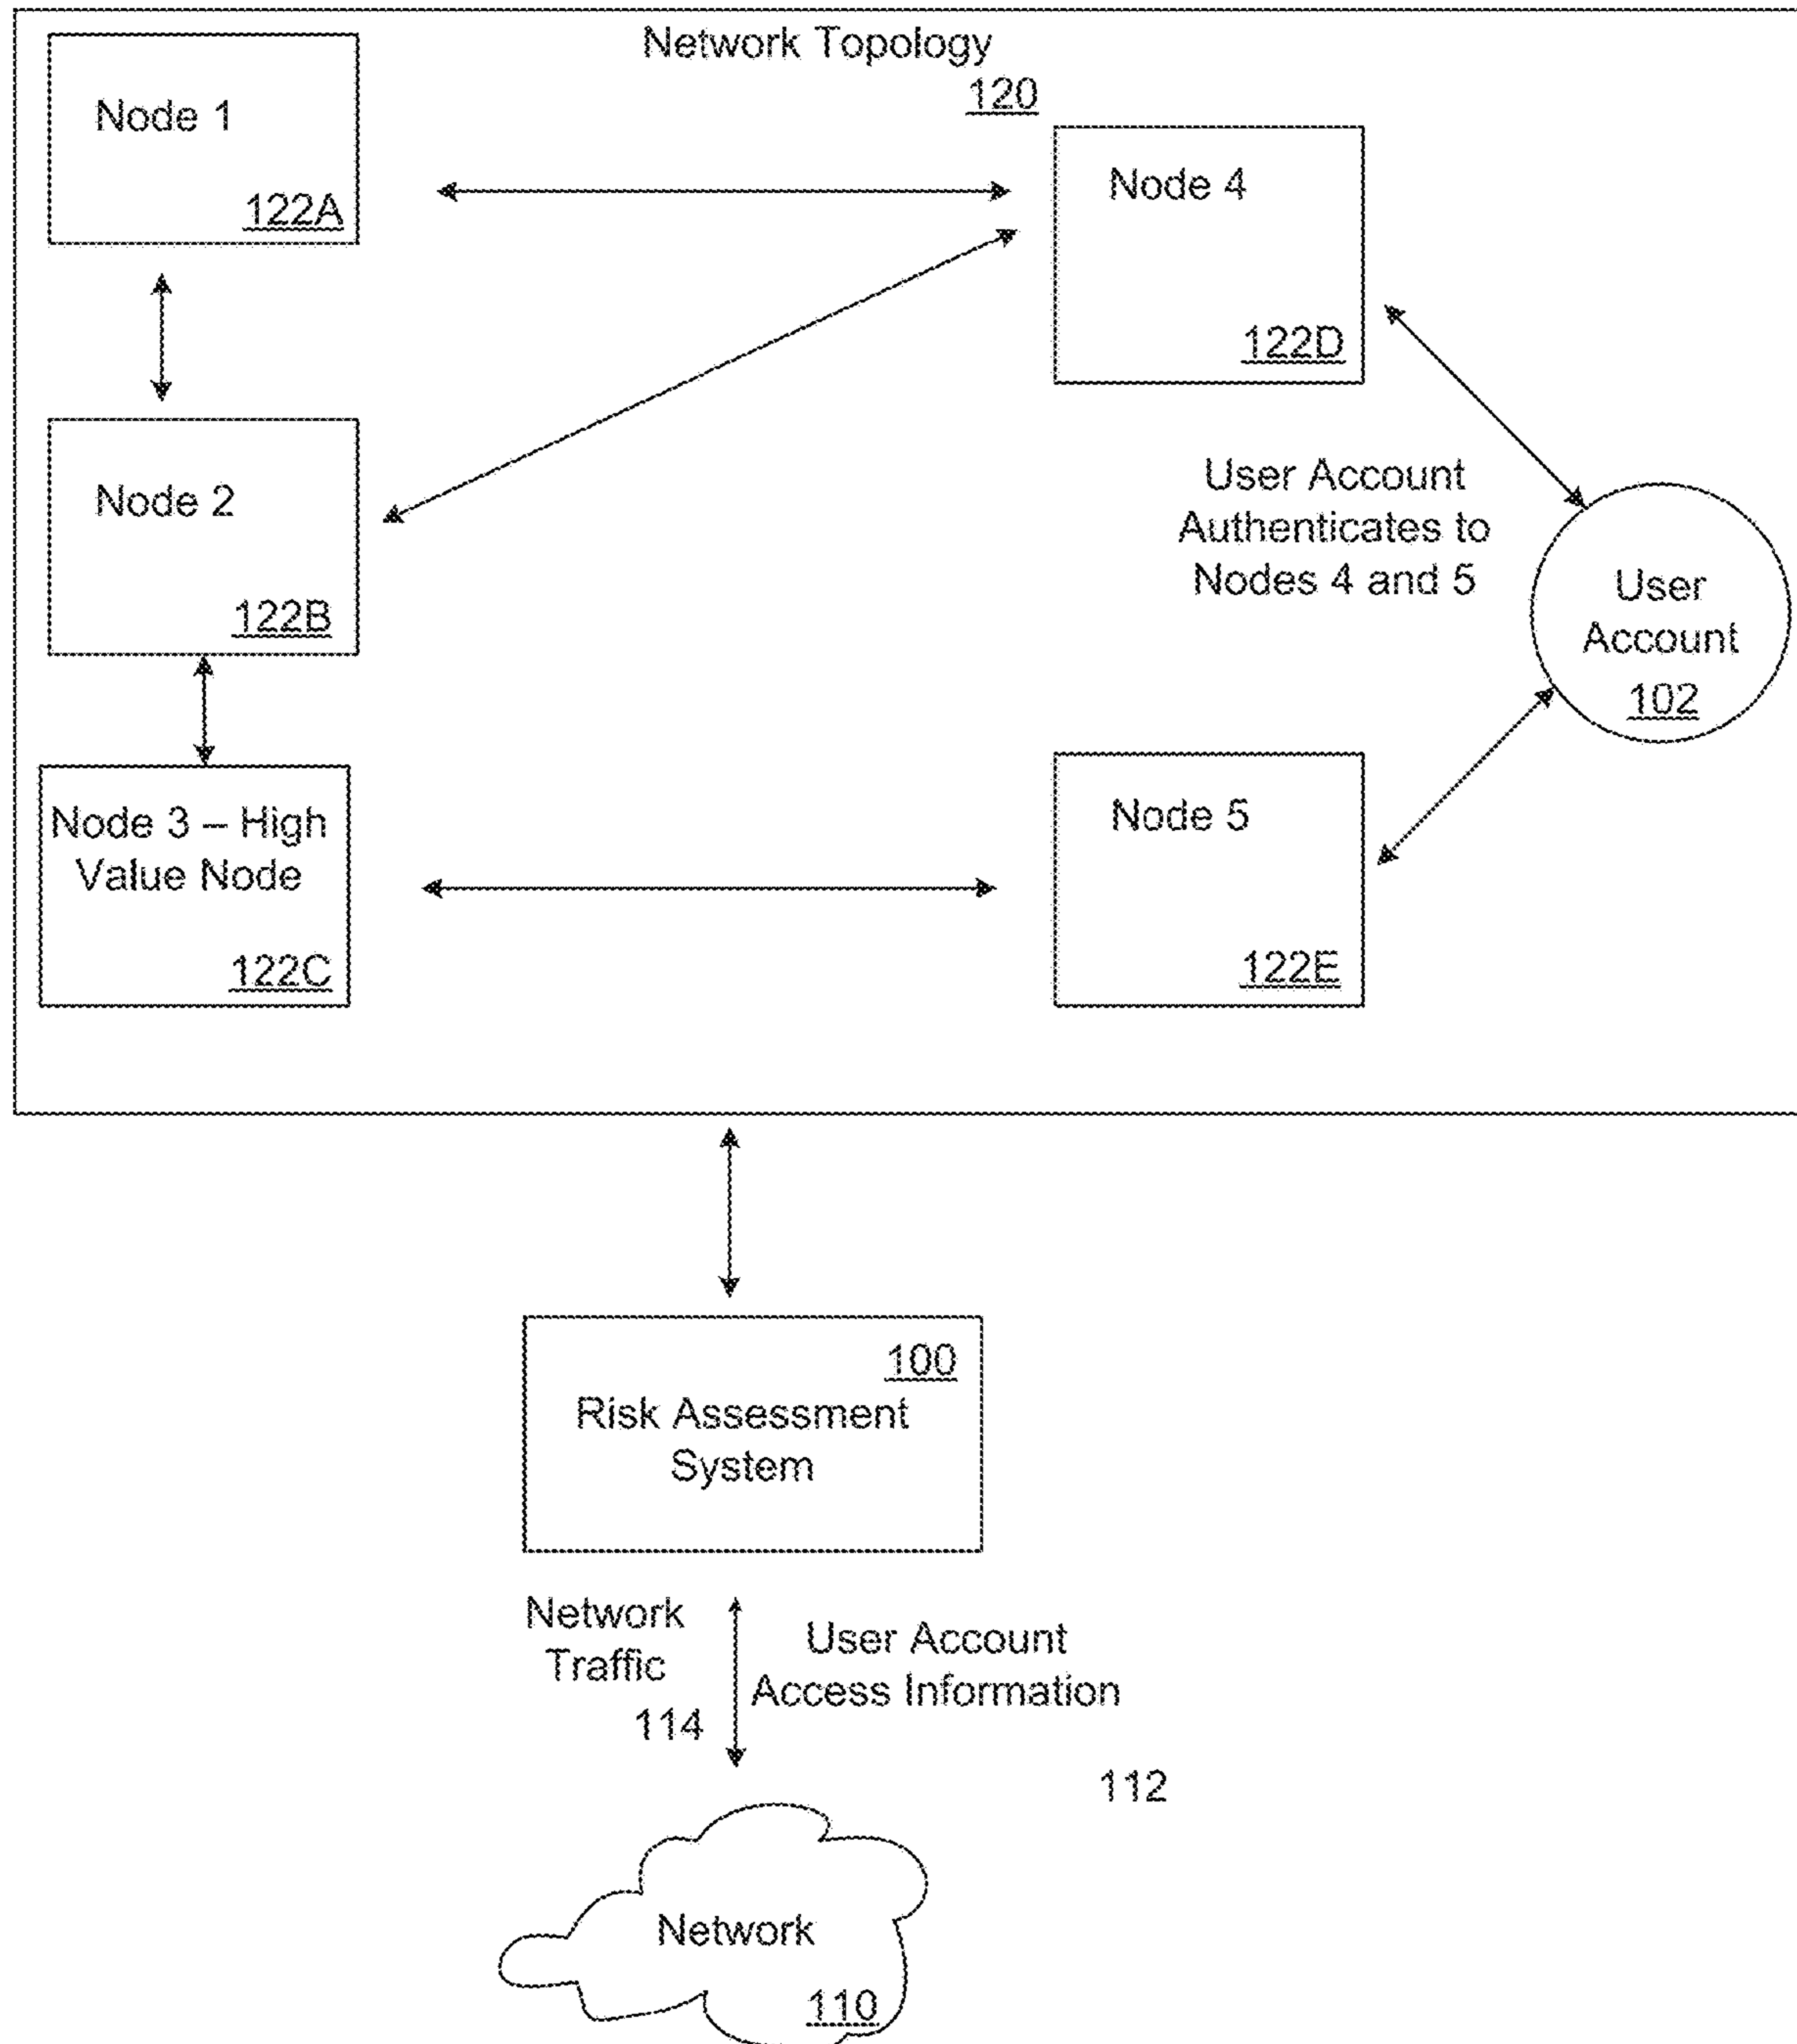 Network Topology
120
Node 1
122A
Node 4
122D
Node 2
122B
User Account
Authenticates to
Nodes 4 and 5
User
Account
102
Node 3 – High
Value Node
122C
Node 5
122E
100
Risk Assessment
System
Network
Traffic
114
User Account
Access Information
112
Network
110